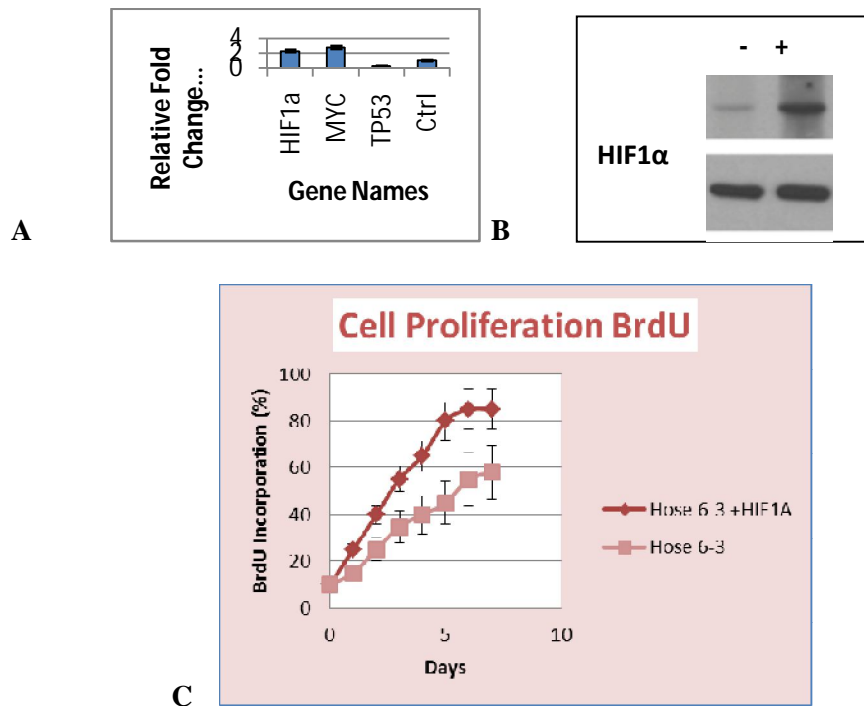 4
2
0
Relative Fold
Change...
HIF1a
MYC
TP53
Ctrl
Gene Names
A
- +
HIF1α
B
Cell Proliferation BrdU
100
80
60
40
20
0
BrdU Incorporation (%)
0 5 10
Days
Hose 6-3 +HIF1A
Hose 6-3
C